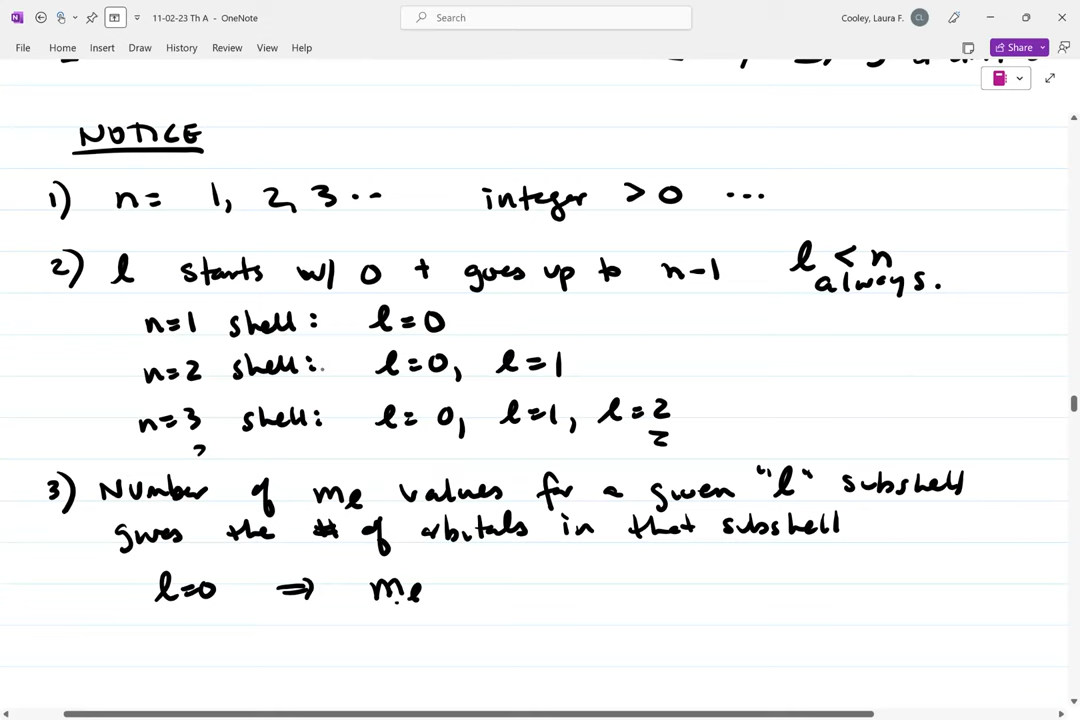 11-02-23 Th A - OneNote
Search
Cooley, Laura F.
CL
File Home Insert Draw History Review View Help
Share
NOTICE
1) n= 1, 2, 3 ·· integer > 0 ...
2) l starts w/ 0 + goes up to n-1 l < n
always.
n=1 shell: l=0
n=2 shell: l=0, l=1
n=3 shell: l=0, l=1, l=2
3) Number of ml values for a given "l" subshell
gives the # of orbitals in that subshell
l=0 ⇒ ml